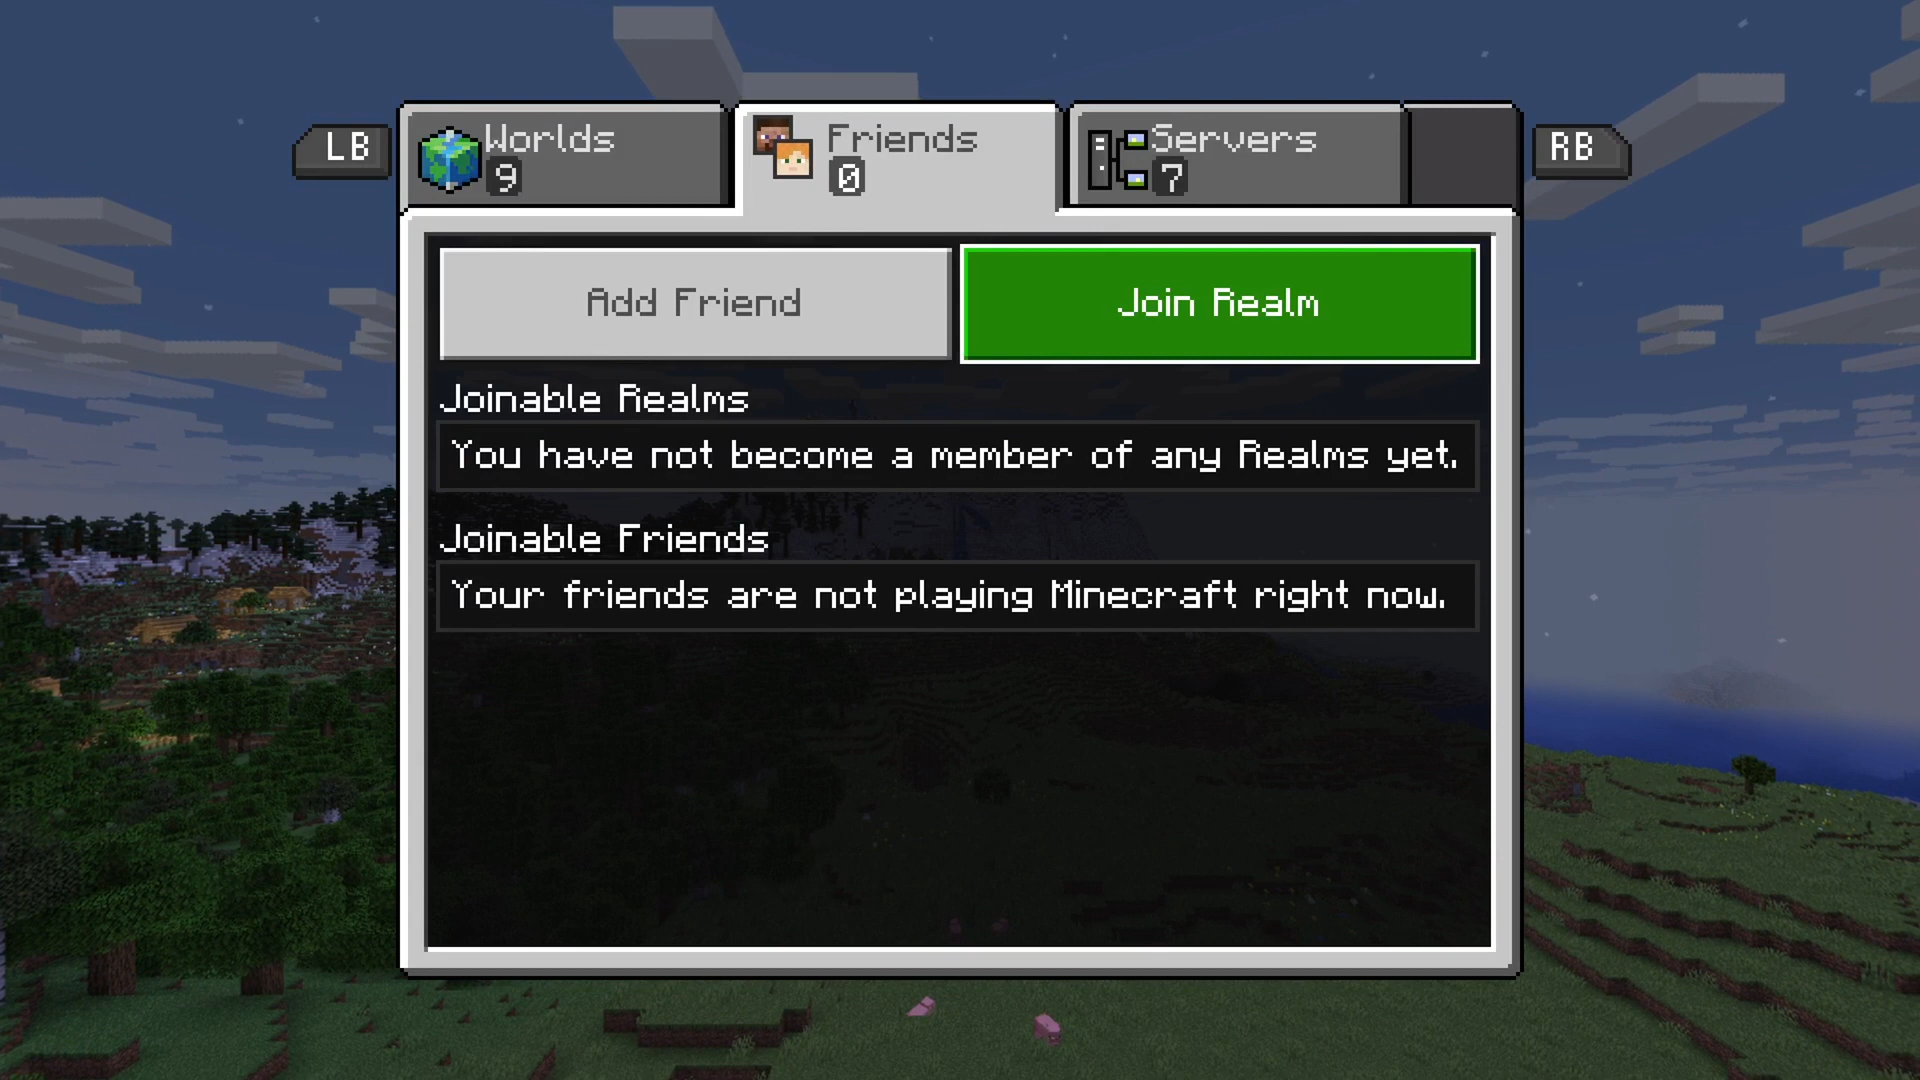 LB
Worlds
9
Friends
0
Servers
7
RB
Add Friend
Join Realm
Joinable Realms
You have not become a member of any Realms yet.
Joinable Friends
Your friends are not playing Minecraft right now.